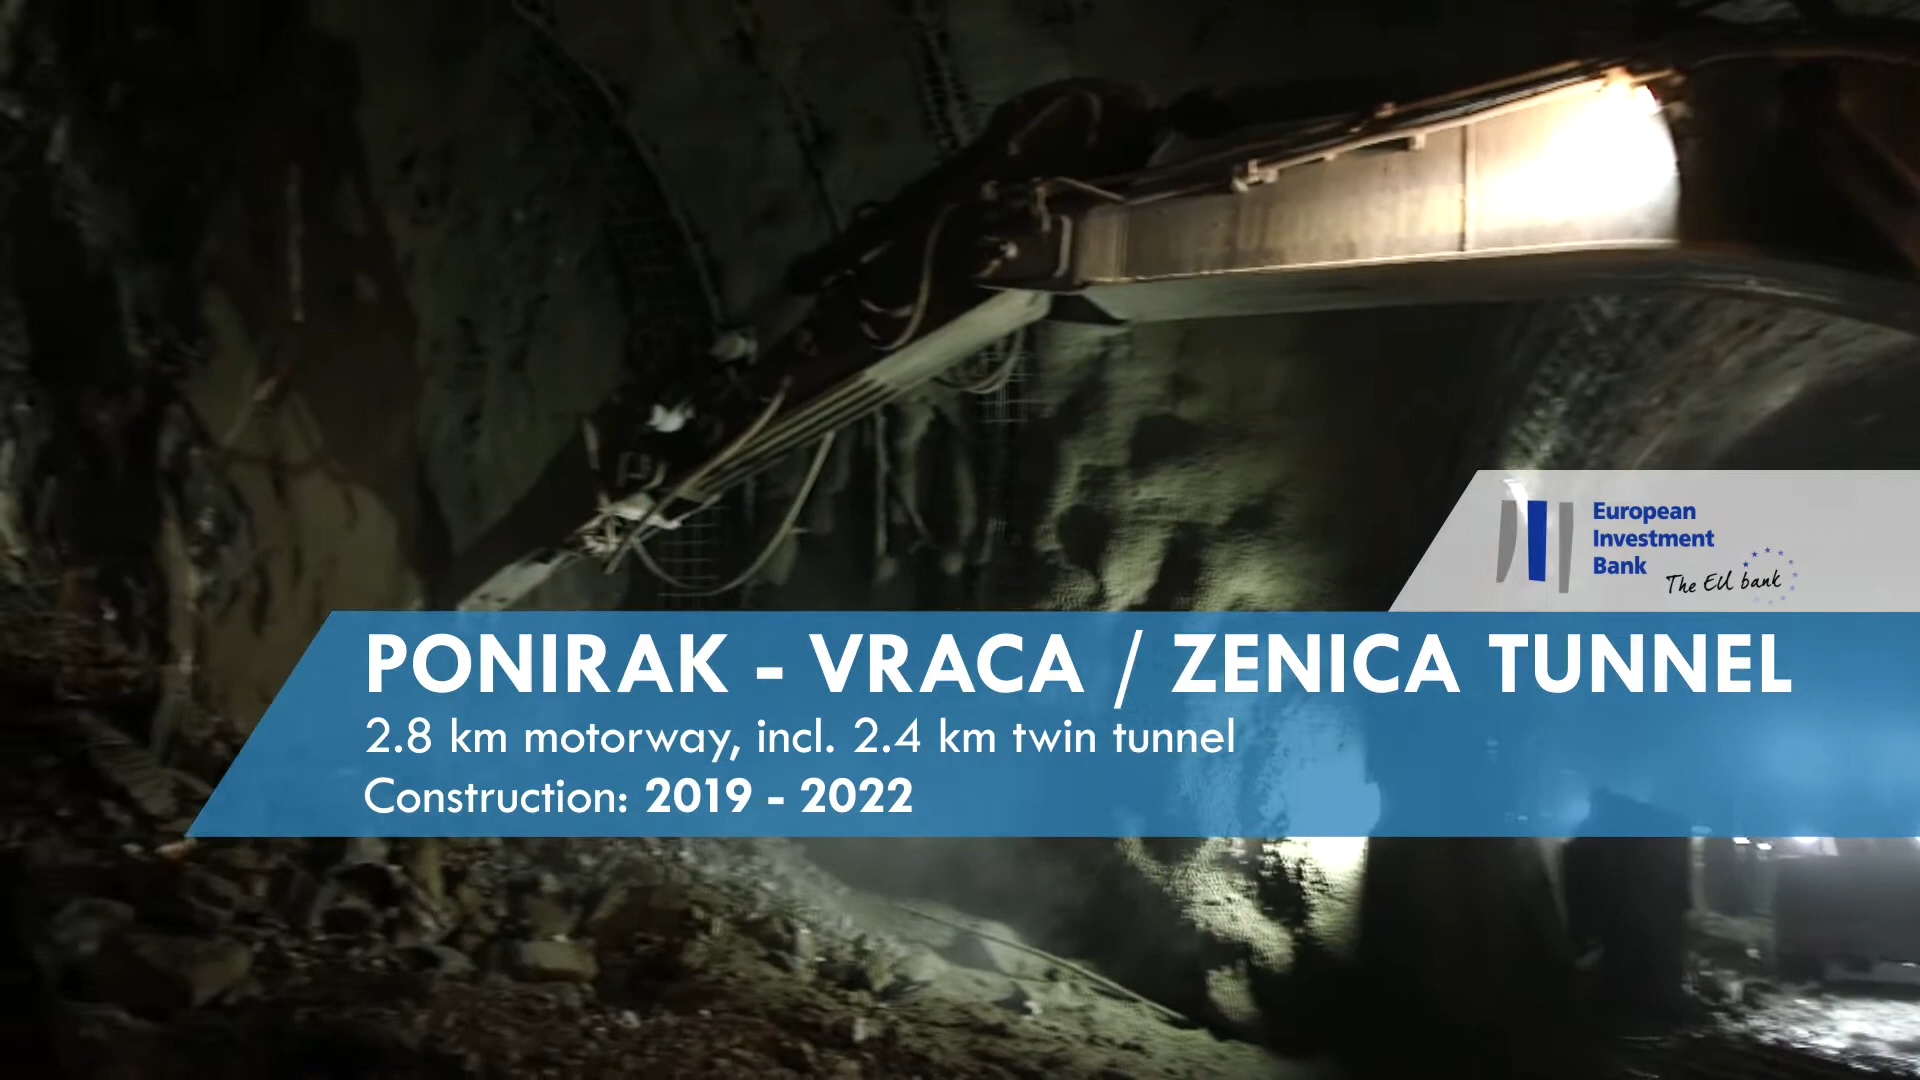 European
Investment
Bank
The EU bank
PONIRAK - VRACA / ZENICA TUNNEL
2.8 km motorway, incl. 2.4 km twin tunnel
Construction: 2019 - 2022